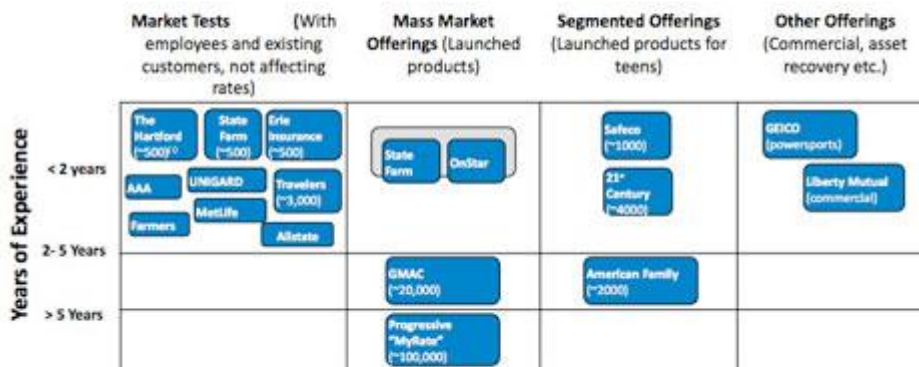 Market Tests (With
employees and existing
customers, not affecting
rates)
Mass Market
Offerings (Launched
products)
Segmented Offerings
(Launched products for
teens)
Other Offerings
(Commercial, asset
recovery etc.)
Years of Experience
< 2 years
2- 5 Years
> 5 Years
The
Hartford
(~500)⁽¹⁾
State
Farm
(~500)
Erie
Insurance
(~500)
AAA
UNIGARD
Travelers
(~3,000)
Farmers
MetLife
Allstate
State
Farm
OnStar
GMAC
(~20,000)
Progressive
"MyRate"
(~100,000)
Safeco
(~1000)
21ˢᵗ
Century
(~4000)
American Family
(~2000)
GEICO
(powersports)
Liberty Mutual
(commercial)